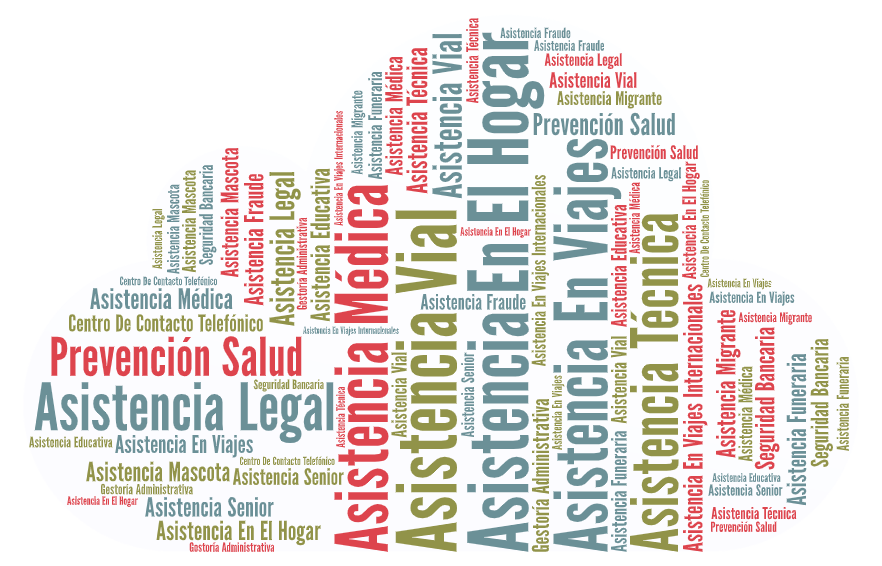 Asistencia Fraude
Asistencia Fraude
Asistencia Legal
Asistencia Vial
Asistencia Migrante
Prevención Salud
Prevención Salud
Asistencia Legal
Asistencia Técnica
Asistencia Vial
Asistencia En El Hogar
Asistencia Técnica
Asistencia Médica
Asistencia Funeraria
Asistencia Migrante
Asistencia En Viajes Internacionales
Asistencia Médica
Asistencia Vial
Asistencia En El Hogar
Asistencia En Viajes Internacionales
Asistencia En Viajes
Asistencia Educativa
Asistencia Médica
Asistencia Técnica
Asistencia En El Hogar
Centro De Contacto Telefónico
Asistencia Legal
Asistencia Mascota
Asistencia Mascota
Seguridad Bancaria
Asistencia Mascota
Asistencia Fraude
Asistencia Legal
Gestoría Administrativa
Asistencia Educativa
Centro De Contacto Telefónico
Asistencia Médica
Centro De Contacto Telefónico
Asistencia En Viajes Internacionales
Asistencia Fraude
Prevención Salud
Seguridad Bancaria
Asistencia Legal
Asistencia Técnica
Asistencia Vial
Asistencia Senior
Asistencia Educativa
Asistencia En Viajes
Centro De Contacto Telefónico
Asistencia Mascota
Asistencia Senior
Gestoría Administrativa
Asistencia En El Hogar
Asistencia Senior
Asistencia En El Hogar
Gestoría Administrativa
Gestoría Administrativa
Asistencia En Viajes
Asistencia Funeraria
Asistencia Vial
Asistencia En Viajes Internacionales
Asistencia En Viajes
Asistencia En Viajes
Asistencia Migrante
Asistencia Migrante
Asistencia Médica
Seguridad Bancaria
Asistencia Funeraria
Seguridad Bancaria
Asistencia Funeraria
Asistencia Educativa
Asistencia Senior
Asistencia Técnica
Prevención Salud